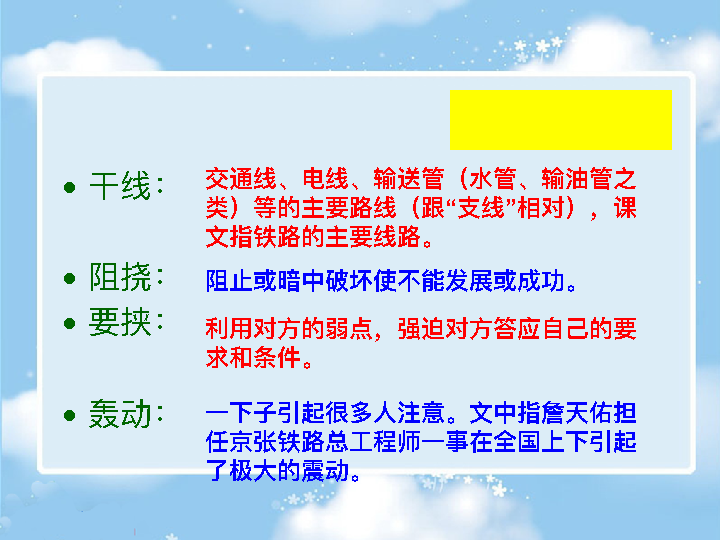 干线： 交通线、电线、输送管（水管、输油管之
类）等的主要路线（跟“支线”相对），课
文指铁路的主要线路。
阻挠： 阻止或暗中破坏使不能发展或成功。
要挟： 利用对方的弱点，强迫对方答应自己的要
求和条件。
轰动： 一下子引起很多人注意。文中指詹天佑担
任京张铁路总工程师一事在全国上下引起
了极大的震动。